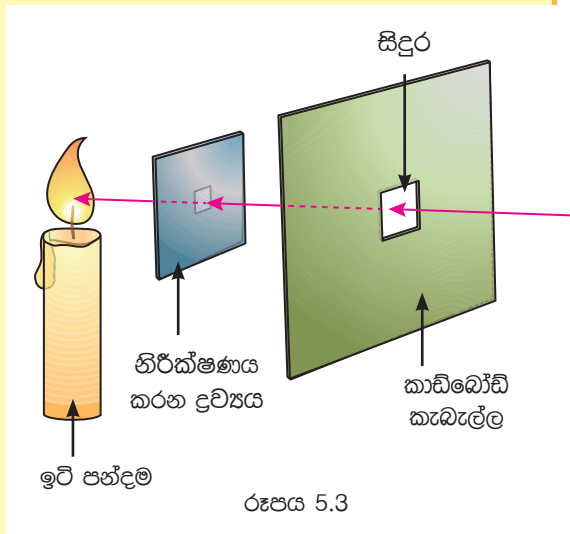 සිදුර
නිරීක්ෂණය
කරන ද්‍රව්‍යය
කාඩ්බෝඩ්
කැබැල්ල
ඉටි පන්දම
රූපය 5.3